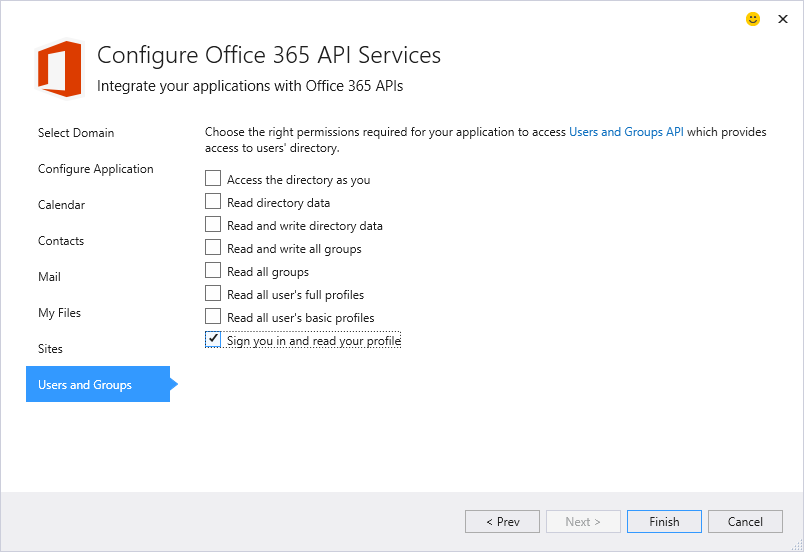 Configure Office 365 API Services
Integrate your applications with Office 365 APIs
Select Domain
Configure Application
Calendar
Contacts
Mail
My Files
Sites
Users and Groups
Choose the right permissions required for your application to access Users and Groups API which provides
access to users' directory.
Access the directory as you
Read directory data
Read and write directory data
Read and write all groups
Read all groups
Read all user's full profiles
Read all user's basic profiles
Sign you in and read your profile
< Prev
Next >
Finish
Cancel